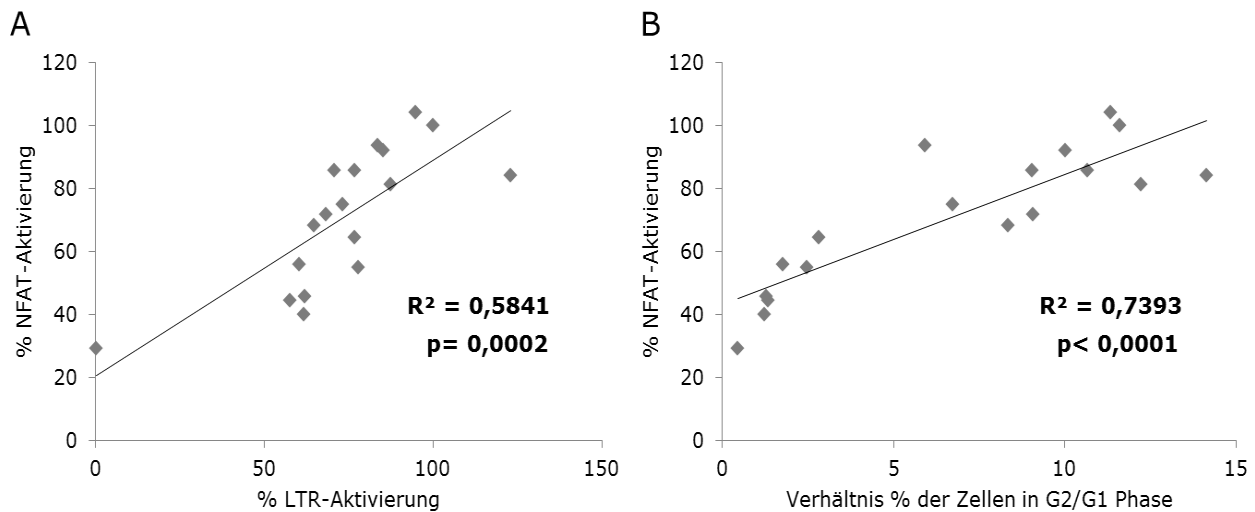 A
120
100
80
60
40
20
0
% NFAT-Aktivierung
R² = 0,5841
p= 0,0002
0
50
100
150
% LTR-Aktivierung
B
120
100
80
60
40
20
0
% NFAT-Aktivierung
R² = 0,7393
p< 0,0001
0
5
10
15
Verhältnis % der Zellen in G2/G1 Phase